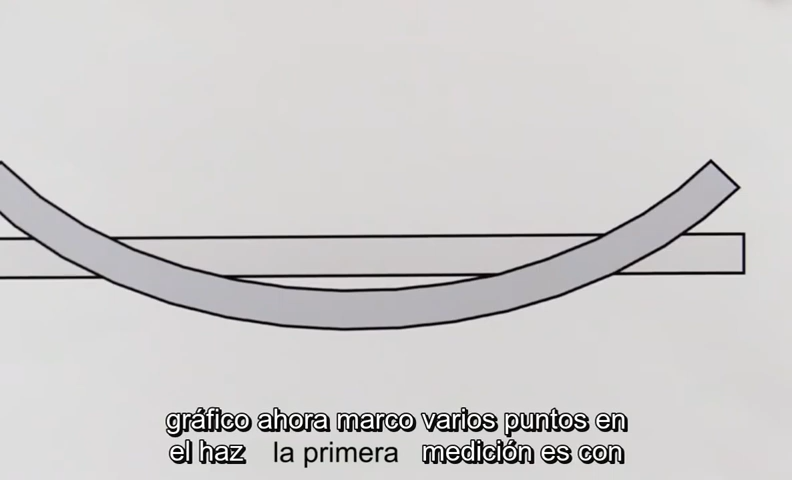 gráfico ahora marco varios puntos en
el haz la primera medición es con